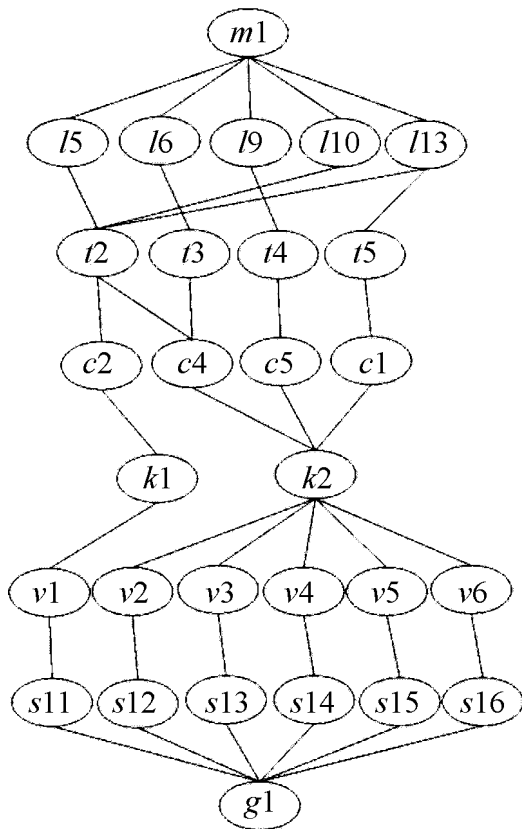 m1
l5 l6 l9 l10 l13
t2 t3 t4 t5
c2 c4 c5 c1
k1 k2
v1 v2 v3 v4 v5 v6
s11 s12 s13 s14 s15 s16
g1